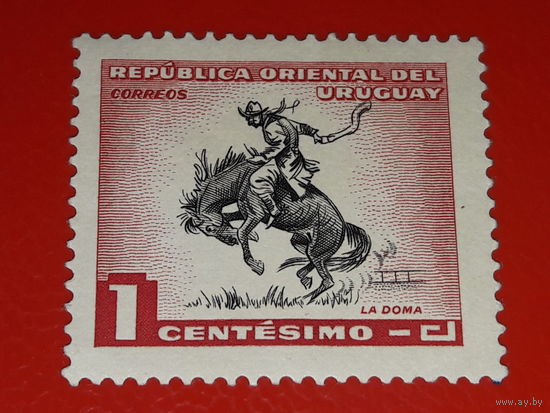 REPÚBLICA ORIENTAL DEL
URUGUAY
CORREOS
LA DOMA
1 CENTÉSIMO
www.ay.by